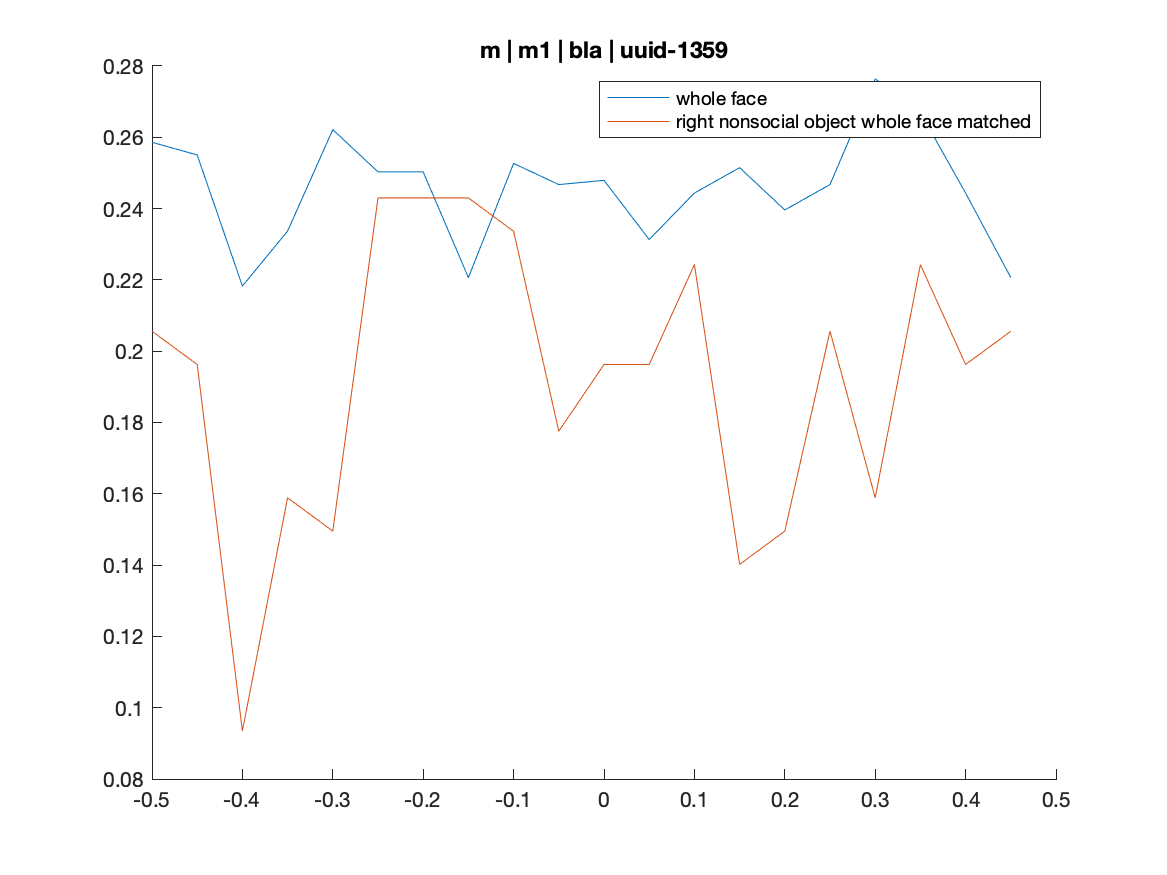 m | m1 | bla | uuid-1359
whole face
right nonsocial object whole face matched
0.28
0.26
0.24
0.22
0.2
0.18
0.16
0.14
0.12
0.1
0.08
-0.5 -0.4 -0.3 -0.2 -0.1 0 0.1 0.2 0.3 0.4 0.5